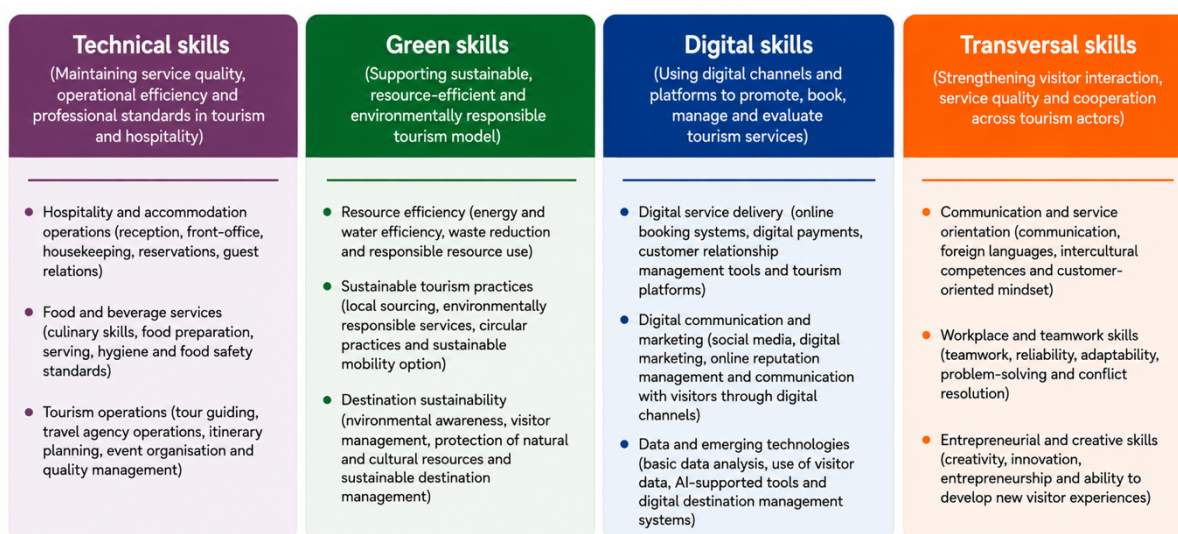 Technical skills
(Maintaining service quality,
operational efficiency and
professional standards in tourism
and hospitality)
• Hospitality and accommodation
operations (reception, front-office,
housekeeping, reservations, guest
relations)
• Food and beverage services
(culinary skills, food preparation,
serving, hygiene and food safety
standards)
• Tourism operations (tour guiding,
travel agency operations, itinerary
planning, event organisation and
quality management)
Green skills
(Supporting sustainable,
resource-efficient and
environmentally responsible
tourism model)
• Resource efficiency (energy and
water efficiency, waste reduction
and responsible resource use)
• Sustainable tourism practices
(local sourcing, environmentally
responsible services, circular
practices and sustainable
mobility option)
• Destination sustainability
(nvironmental awareness, visitor
management, protection of natural
and cultural resources and
sustainable destination
management)
Digital skills
(Using digital channels and
platforms to promote, book,
manage and evaluate
tourism services)
• Digital service delivery (online
booking systems, digital payments,
customer relationship
management tools and tourism
platforms)
• Digital communication and
marketing (social media, digital
marketing, online reputation
management and communication
with visitors through digital
channels)
• Data and emerging technologies
(basic data analysis, use of visitor
data, AI-supported tools and
digital destination management
systems)
Transversal skills
(Strengthening visitor interaction,
service quality and cooperation
across tourism actors)
• Communication and service
orientation (communication,
foreign languages, intercultural
competences and customer-
oriented mindset)
• Workplace and teamwork skills
(teamwork, reliability, adaptability,
problem-solving and conflict
resolution)
• Entrepreneurial and creative skills
(creativity, innovation,
entrepreneurship and ability to
develop new visitor experiences)